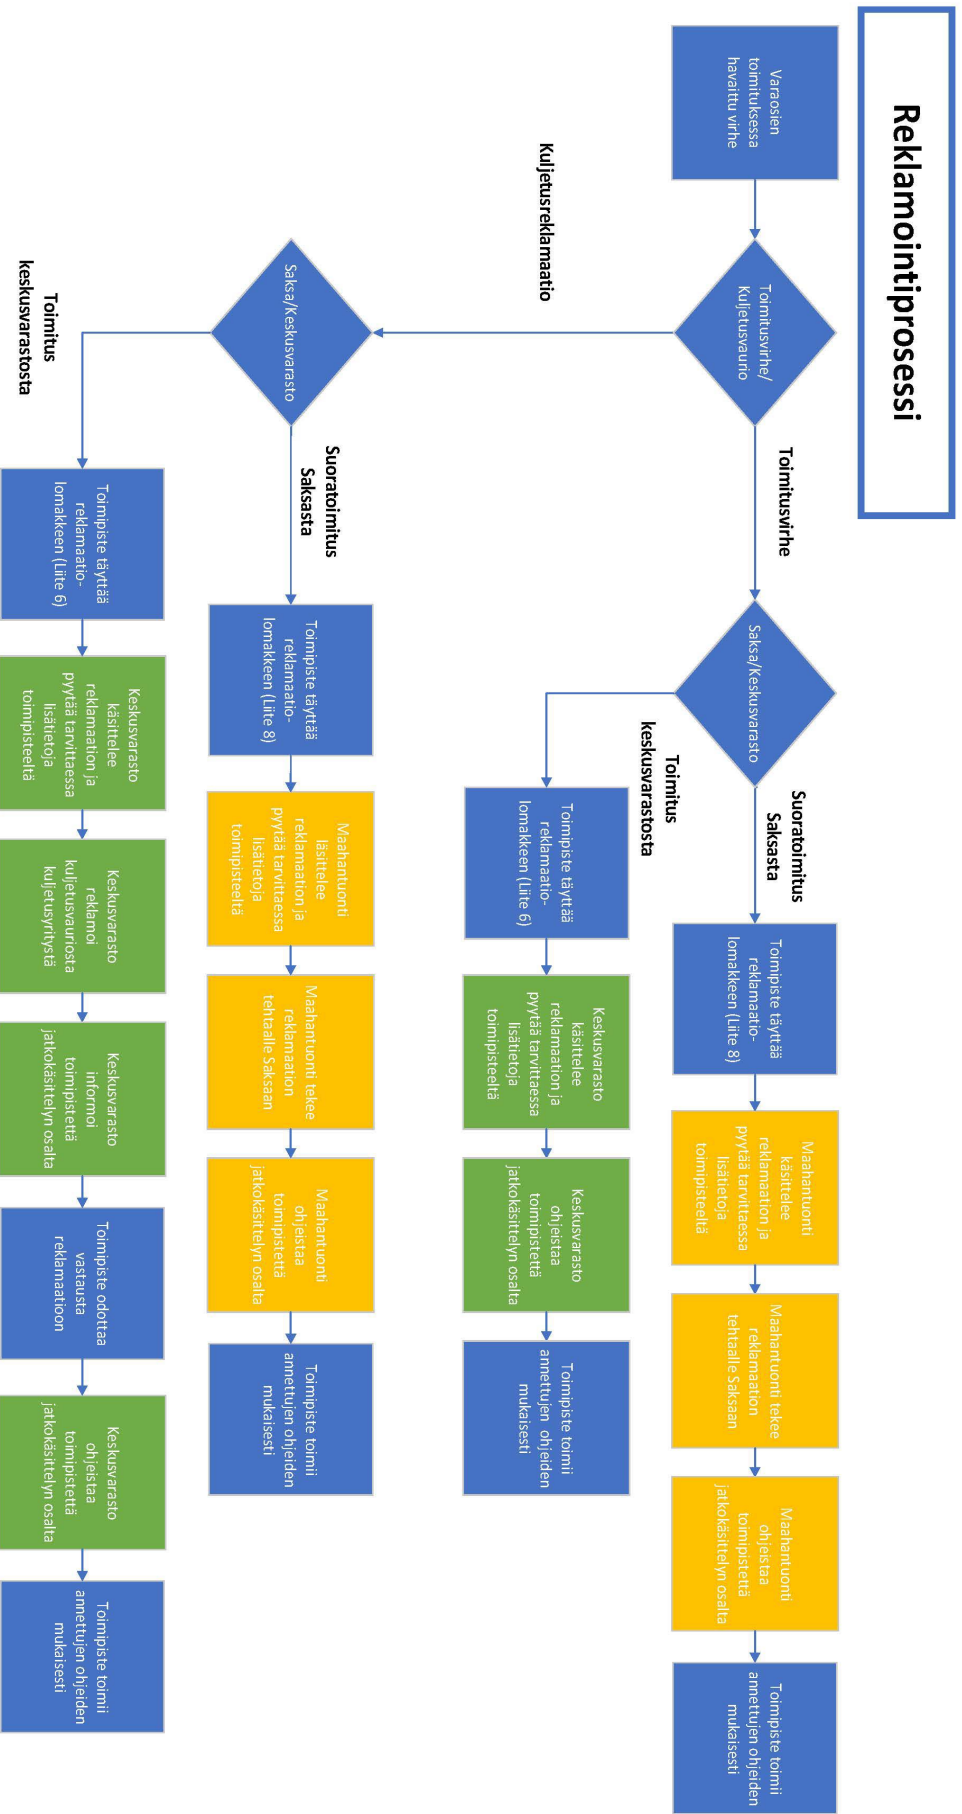 Reklamointiprosessi
Varaosien
toimituksessa
havaittu virhe
Toimitusvirhe/
Kuljetusvaurio
Toimitusvirhe
Saksa/Keskusvarasto
Suoratoimitus
Saksasta
Toimipiste täyttää
reklamaatio-
lomakkeen (Liite 8)
Maahantuonti
käsittelee
reklamaation ja
pyytää tarvittaessa
lisätietoja
toimipisteeltä
Maahantuonti tekee
reklamaation
tehtaalle Saksaan
Maahantuonti
ohjeistaa
toimipistettä
jatkokäsittelyn osalta
Toimipiste toimii
annettujen ohjeiden
mukaisesti
Toimitus
keskusvarastosta
Toimipiste täyttää
reklamaatio-
lomakkeen (Liite 6)
Keskusvarasto
käsittelee
reklamaation ja
pyytää tarvittaessa
lisätietoja
toimipisteeltä
Keskusvarasto
ohjeistaa
toimipistettä
jatkokäsittelyn osalta
Toimipiste toimii
annettujen ohjeiden
mukaisesti
Kuljetusreklamaatio
Saksa/Keskusvarasto
Suoratoimitus
Saksasta
Toimipiste täyttää
reklamaatio-
lomakkeen (Liite 8)
Maahantuonti
läsittelee
reklamaation ja
pyytää tarvittaessa
lisätietoja
toimipisteeltä
Maahantuonti tekee
reklamaation
tehtaalle Saksaan
Maahantuonti
ohjeistaa
toimipistettä
jatkokäsittelyn osalta
Toimipiste toimii
annettujen ohjeiden
mukaisesti
Toimitus
keskusvarastosta
Toimipiste täyttää
reklamaatio-
lomakkeen (Liite 6)
Keskusvarasto
käsittelee
reklamaation ja
pyytää tarvittaessa
lisätietoja
toimipisteeltä
Keskusvarasto
reklamoi
kuljetusvauriosta
kuljetusyritystä
Keskusvarasto
informoi
toimipistettä
jatkokäsittelyn osalta
Toimipiste odottaa
vastausta
reklamaatioon
Keskusvarasto
ohjeistaa
toimipistettä
jatkokäsittelyn osalta
Toimipiste toimii
annettujen ohjeiden
mukaisesti